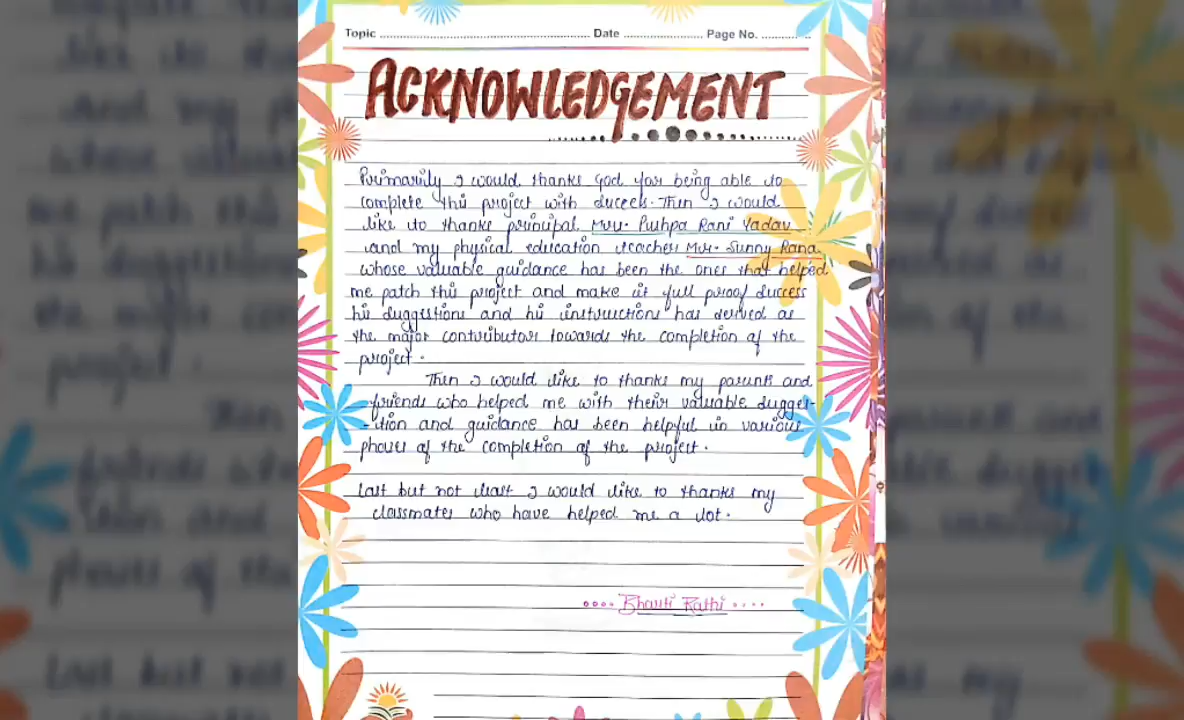 Topic ........ Date ........ Page No. ........
ACKNOWLEDGEMENT
Primarily I would thanks God for being able to
complete this project with success. Then I would
like to thanks principal Mrs. Pushpa Rani Yadav
and my physical education teacher Mr. Sunny Rana
whose valuable guidance has been the ones that helped
me patch this project and make it full proof success
his suggestions and his instructions has served as
the major contributor towards the completion of the
project.
Then I would like to thanks my parents and
friends who helped me with their valuable sugges-
-tion and guidance has been helpful in various
phases of the completion of the project.
Last but not least I would like to thanks my
classmates who have helped me a lot.
.... Rathi ....